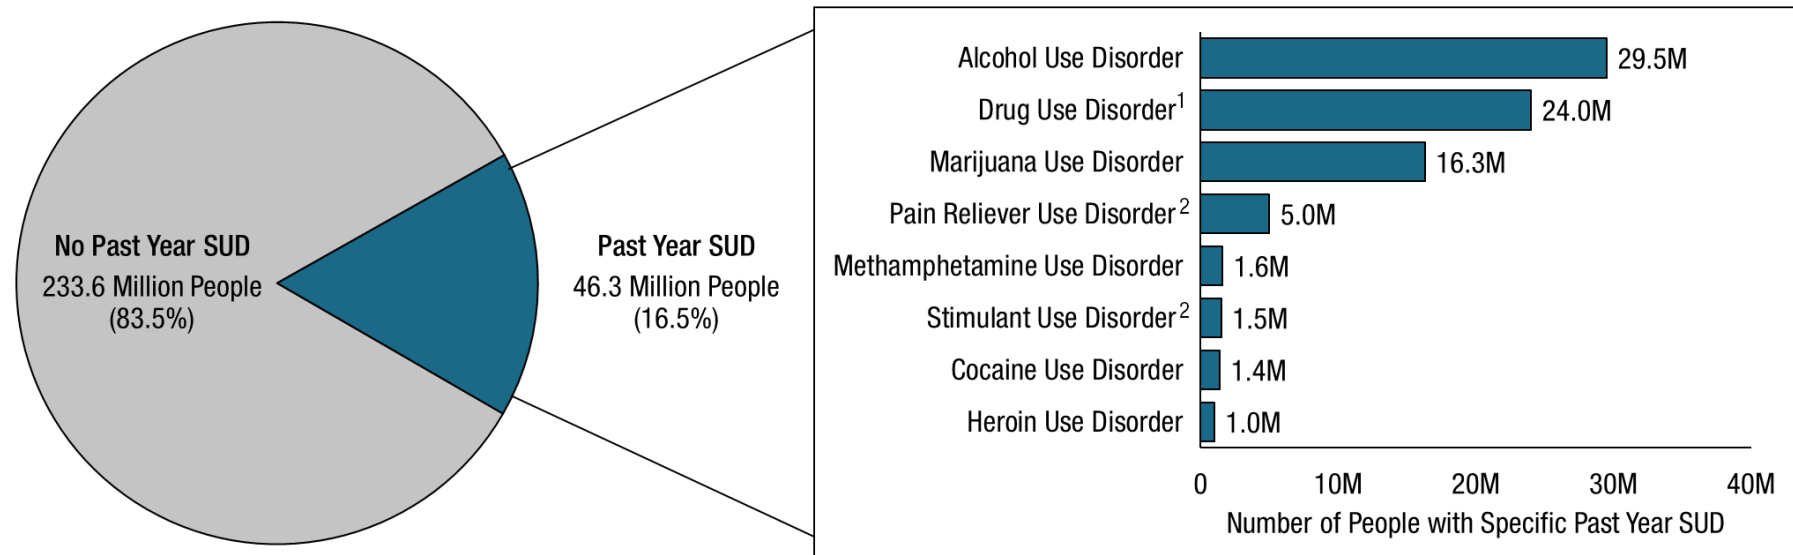 No Past Year SUD
233.6 Million People
(83.5%)
Past Year SUD
46.3 Million People
(16.5%)
Alcohol Use Disorder 29.5M
Drug Use Disorder1 24.0M
Marijuana Use Disorder 16.3M
Pain Reliever Use Disorder2 5.0M
Methamphetamine Use Disorder 1.6M
Stimulant Use Disorder2 1.5M
Cocaine Use Disorder 1.4M
Heroin Use Disorder 1.0M
0 10M 20M 30M 40M
Number of People with Specific Past Year SUD